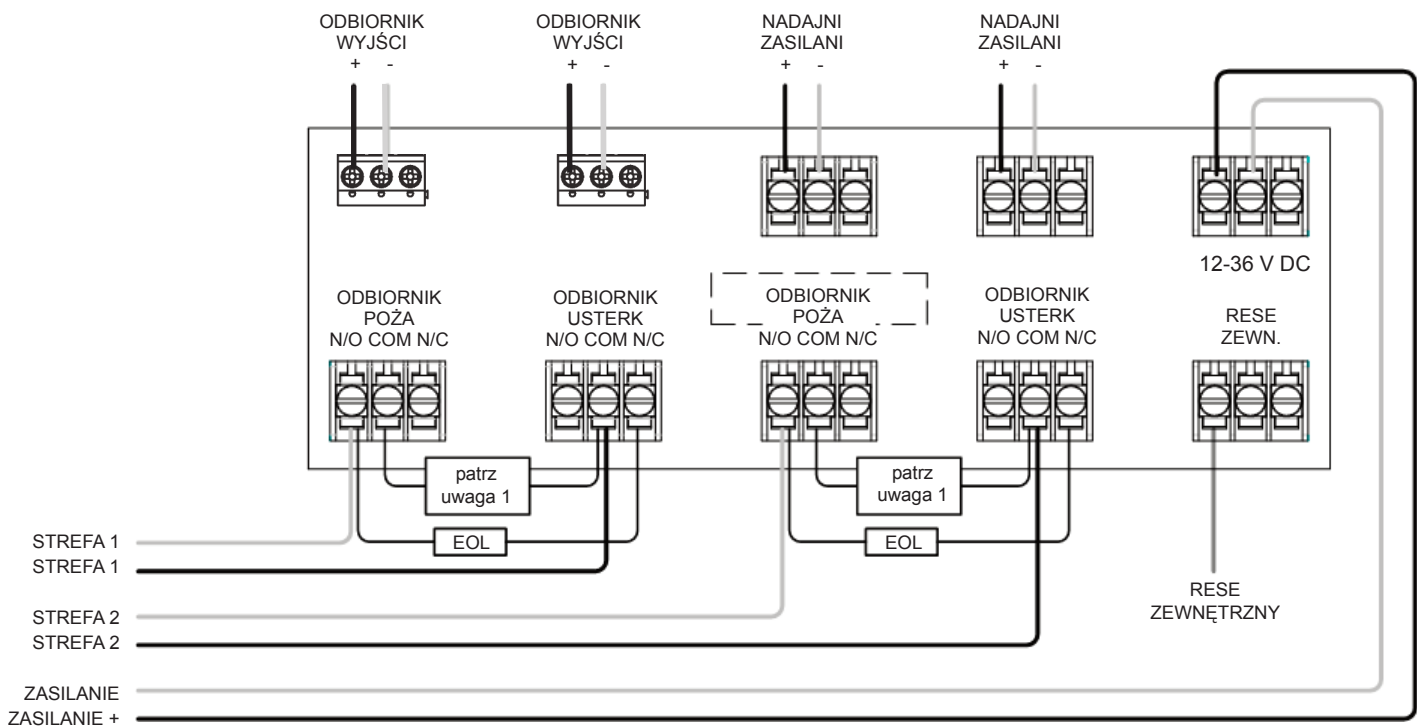 ODBIORNIK
WYJŚCI
+ -
ODBIORNIK
WYJŚCI
+ -
NADAJNI
ZASILANI
+ -
NADAJNI
ZASILANI
+ -
12-36 V DC
ODBIORNIK
POŻA
N/O COM N/C
ODBIORNIK
USTERK
N/O COM N/C
ODBIORNIK
POŻA
N/O COM N/C
ODBIORNIK
USTERK
N/O COM N/C
RESE
ZEWN.
patrz
uwaga 1
patrz
uwaga 1
EOL
EOL
STREFA 1
STREFA 1
STREFA 2
STREFA 2
RESE
ZEWNĘTRZNY
ZASILANIE
ZASILANIE +